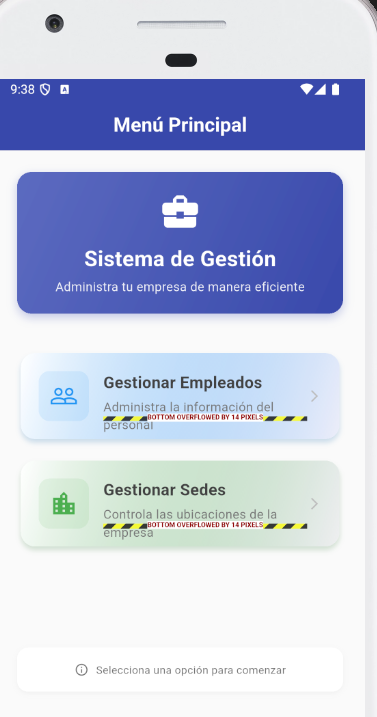 9:38
Menú Principal
Sistema de Gestión
Administra tu empresa de manera eficiente
Gestionar Empleados
Administra la información del
BOTTOM OVERFLOWED BY 14 PIXELS
personal
Gestionar Sedes
Controla las ubicaciones de la
BOTTOM OVERFLOWED BY 14 PIXELS
empresa
Selecciona una opción para comenzar